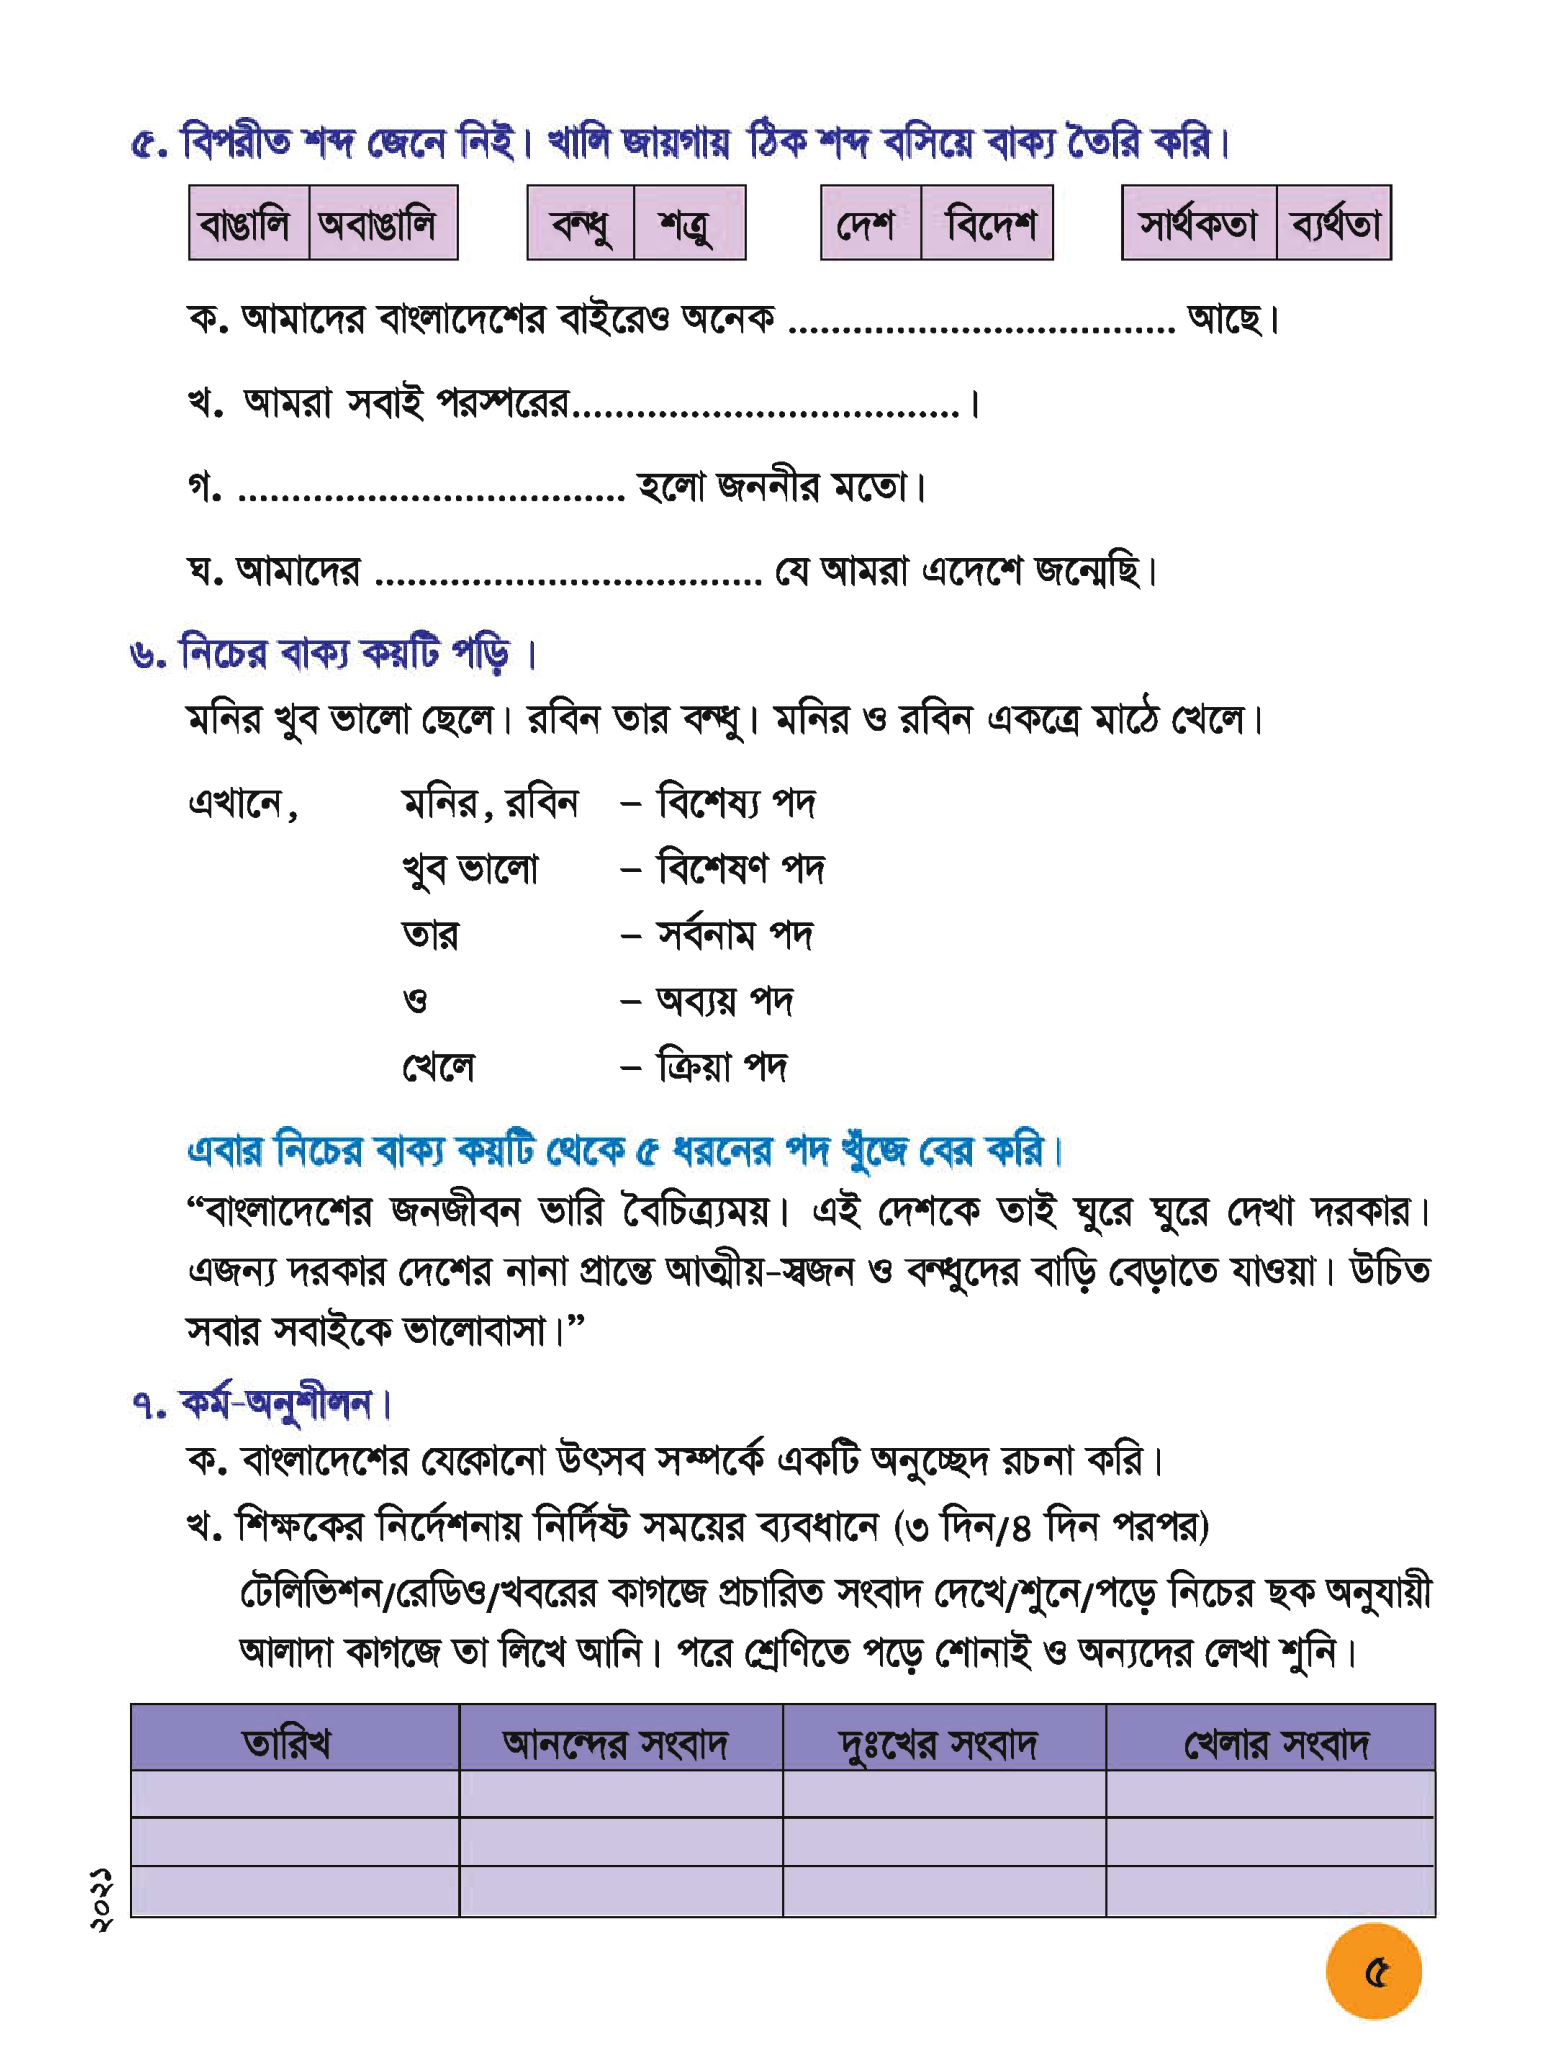 ৫. বিপরীত শব্দ জেনে নিই। খালি জায়গায় ঠিক শব্দ বসিয়ে বাক্য তৈরি করি।
বাঙালি অবাঙালি বন্ধু শত্রু দেশ বিদেশ সার্থকতা ব্যর্থতা
ক. আমাদের বাংলাদেশের বাইরেও অনেক .................................... আছে।
খ. আমরা সবাই পরস্পরের....................................।
গ. .................................... হলো জননীর মতো।
ঘ. আমাদের .................................... যে আমরা এদেশে জন্মেছি।
৬. নিচের বাক্য কয়টি পড়ি।
মনির খুব ভালো ছেলে। রবিন তার বন্ধু। মনির ও রবিন একত্রে মাঠে খেলে।
এখানে, মনির, রবিন – বিশেষ্য পদ
খুব ভালো – বিশেষণ পদ
তার – সর্বনাম পদ
ও – অব্যয় পদ
খেলে – ক্রিয়া পদ
এবার নিচের বাক্য কয়টি থেকে ৫ ধরনের পদ খুঁজে বের করি।
“বাংলাদেশের জনজীবন ভারি বৈচিত্র্যময়। এই দেশকে তাই ঘুরে ঘুরে দেখা দরকার।
এজন্য দরকার দেশের নানা প্রান্তে আত্মীয়-স্বজন ও বন্ধুদের বাড়ি বেড়াতে যাওয়া। উচিত
সবার সবাইকে ভালোবাসা।”
৭. কর্ম-অনুশীলন।
ক. বাংলাদেশের যেকোনো উৎসব সম্পর্কে একটি অনুচ্ছেদ রচনা করি।
খ. শিক্ষকের নির্দেশনায় নির্দিষ্ট সময়ের ব্যবধানে (৩ দিন/৪ দিন পরপর)
টেলিভিশন/রেডিও/খবরের কাগজে প্রচারিত সংবাদ দেখে/শুনে/পড়ে নিচের ছক অনুযায়ী
আলাদা কাগজে তা লিখে আনি। পরে শ্রেণিতে পড়ে শোনাই ও অন্যদের লেখা শুনি।
তারিখ আনন্দের সংবাদ দুঃখের সংবাদ খেলার সংবাদ
২০২১
৫